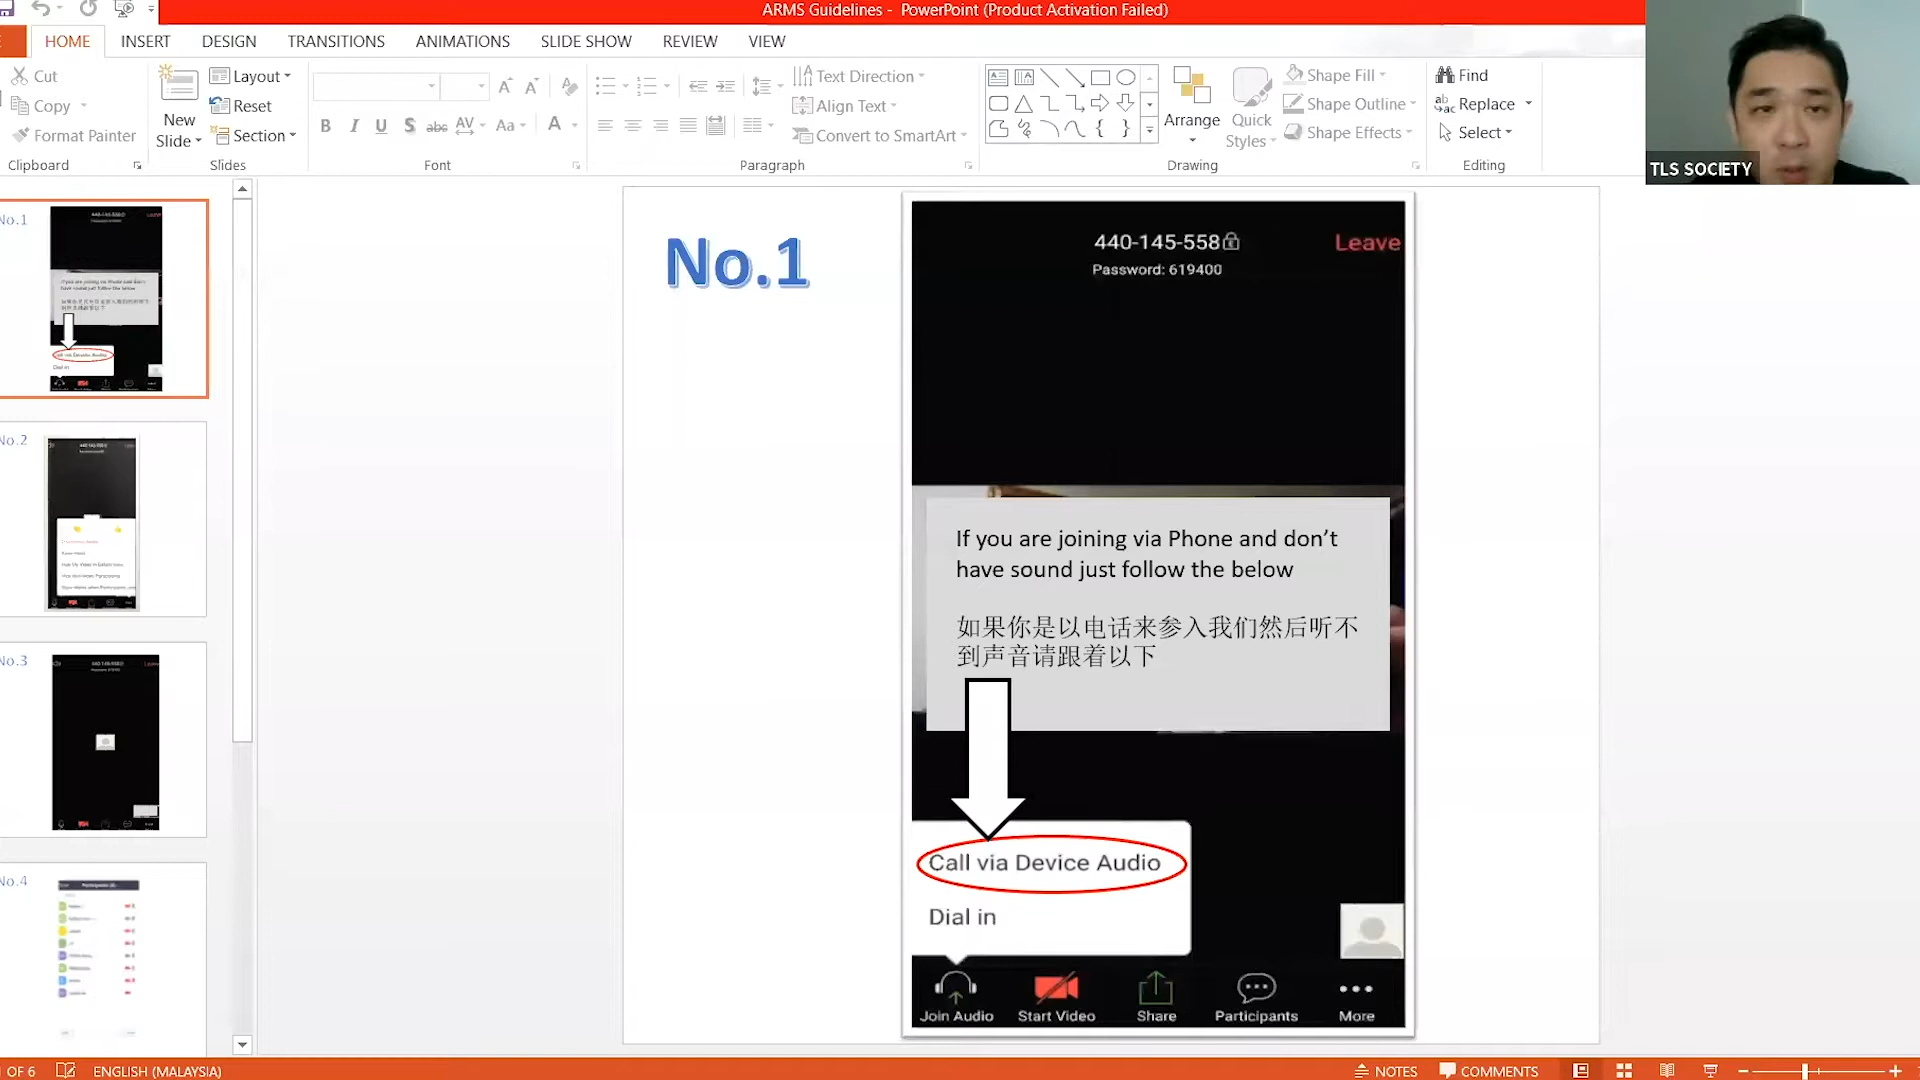 ARMS Guidelines - PowerPoint (Product Activation Failed)
HOME INSERT DESIGN TRANSITIONS ANIMATIONS SLIDE SHOW REVIEW VIEW
Cut
Copy
Format Painter
Clipboard
New
Slide
Layout
Reset
Section
Slides
B I U S abc AV Aa A
Font
Text Direction
Align Text
Convert to SmartArt
Paragraph
Arrange
Quick
Styles
Shape Fill
Shape Outline
Shape Effects
Drawing
Find
Replace
Select
Editing
TLS SOCIETY
No.1
No.2
No.3
No.4
No.1
440-145-558
Leave
Password: 619400
If you are joining via Phone and don't
have sound just follow the below
如果你是以电话来参入我们然后听不
到声音请跟着以下
Call via Device Audio
Dial in
Join Audio Start Video Share Participants More
OF 6 ENGLISH (MALAYSIA) NOTES COMMENTS